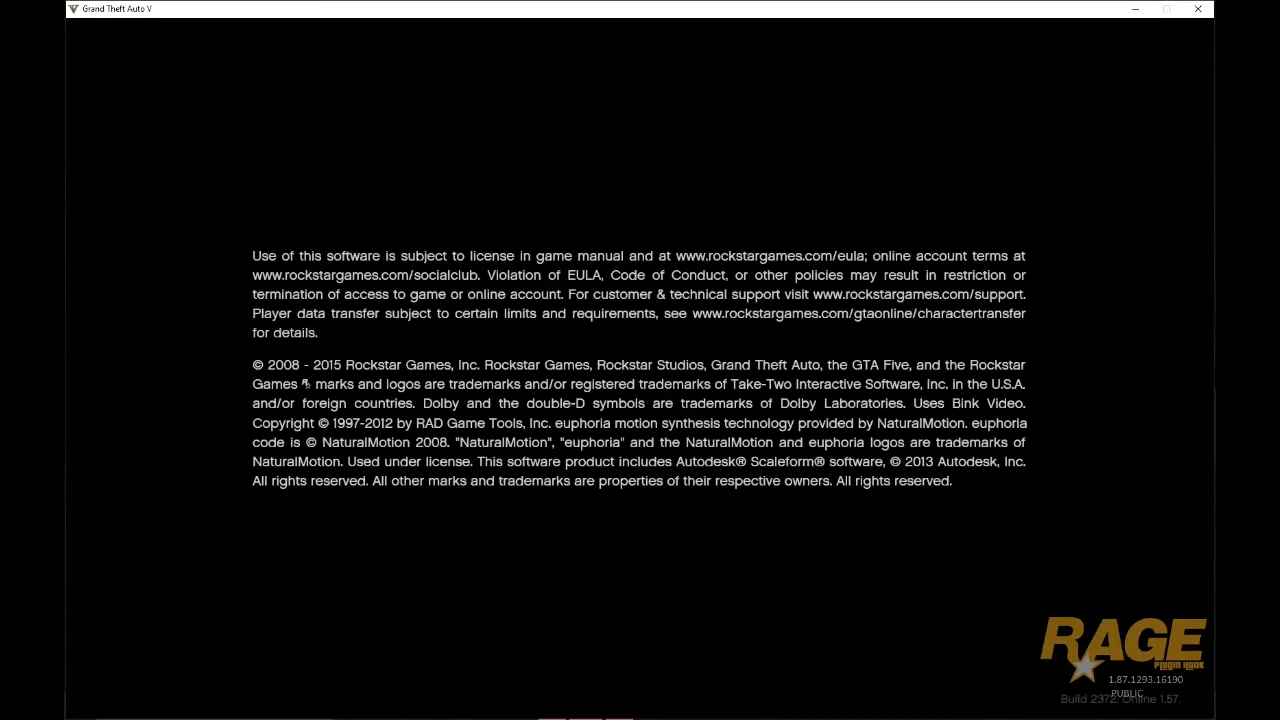 Grand Theft Auto V
Use of this software is subject to license in game manual and at www.rockstargames.com/eula; online account terms at
www.rockstargames.com/socialclub. Violation of EULA, Code of Conduct, or other policies may result in restriction or
termination of access to game or online account. For customer & technical support visit www.rockstargames.com/support.
Player data transfer subject to certain limits and requirements, see www.rockstargames.com/gtaonline/charactertransfer
for details.
© 2008 - 2015 Rockstar Games, Inc. Rockstar Games, Rockstar Studios, Grand Theft Auto, the GTA Five, and the Rockstar
Games R* marks and logos are trademarks and/or registered trademarks of Take-Two Interactive Software, Inc. in the U.S.A.
and/or foreign countries. Dolby and the double-D symbols are trademarks of Dolby Laboratories. Uses Bink Video.
Copyright © 1997-2012 by RAD Game Tools, Inc. euphoria motion synthesis technology provided by NaturalMotion. euphoria
code is © NaturalMotion 2008. "NaturalMotion", "euphoria" and the NaturalMotion and euphoria logos are trademarks of
NaturalMotion. Used under license. This software product includes Autodesk® Scaleform® software, © 2013 Autodesk, Inc.
All rights reserved. All other marks and trademarks are properties of their respective owners. All rights reserved.
RAGE
PLUGIN HOOK
1.87.1293.16190
PUBLIC
Build 2372. Online 1.57.